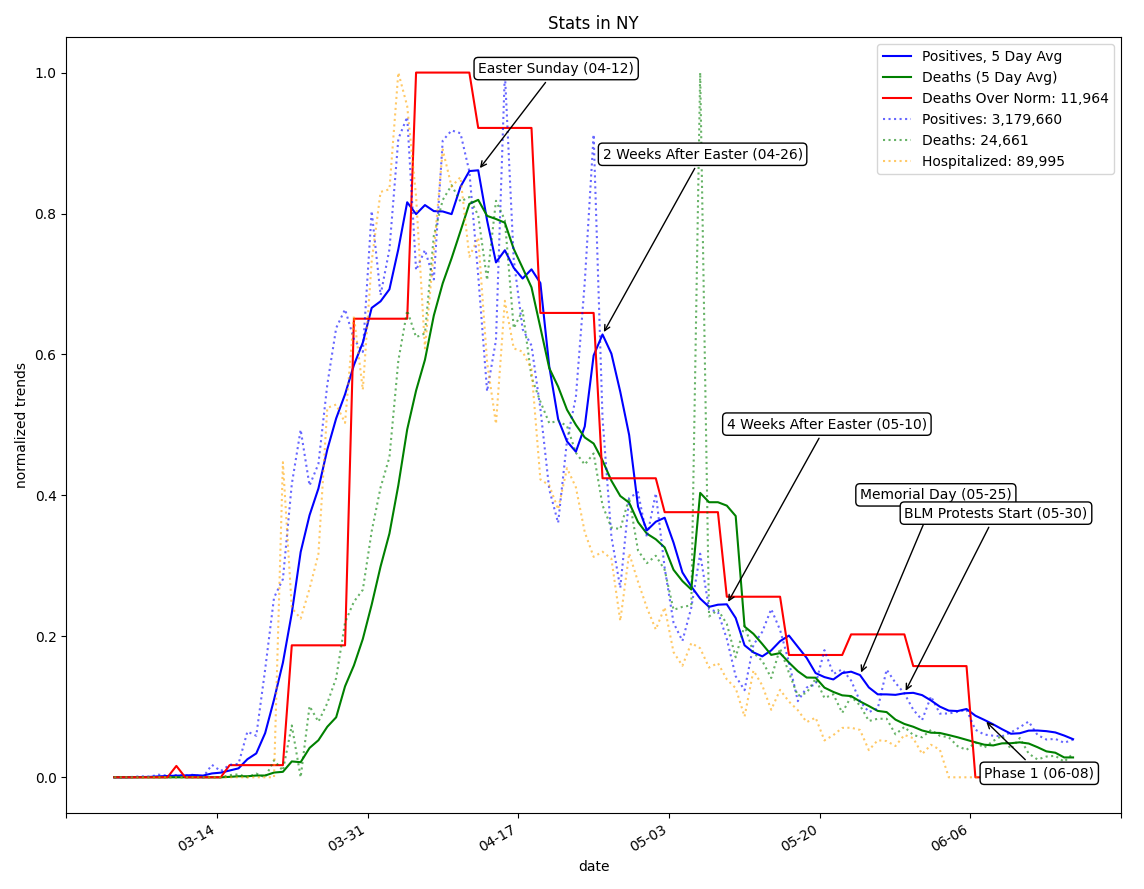 Stats in NY
Positives, 5 Day Avg
Deaths (5 Day Avg)
Deaths Over Norm: 11,964
Positives: 3,179,660
Deaths: 24,661
Hospitalized: 89,995
Easter Sunday (04-12)
2 Weeks After Easter (04-26)
4 Weeks After Easter (05-10)
Memorial Day (05-25)
BLM Protests Start (05-30)
Phase 1 (06-08)
normalized trends
1.0
0.8
0.6
0.4
0.2
0.0
03-14
03-31
04-17
05-03
05-20
06-06
date